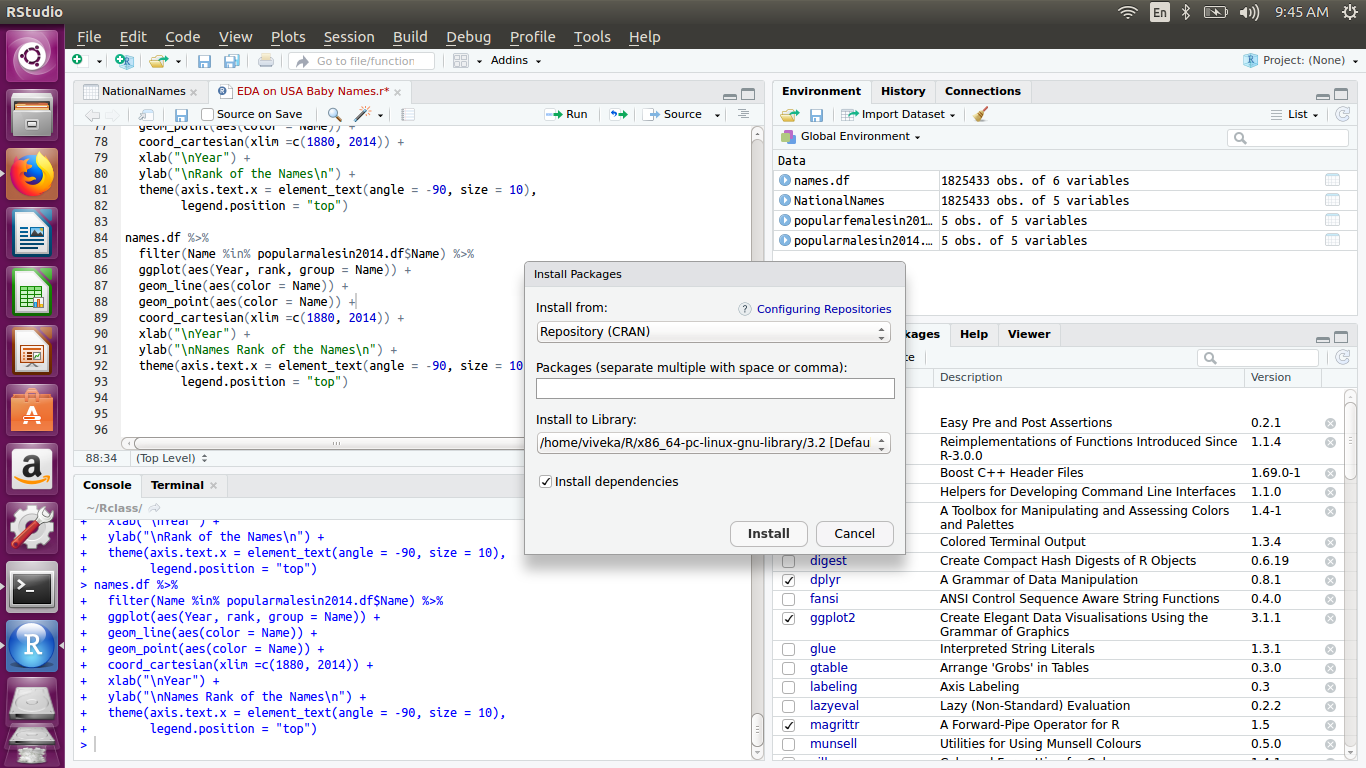 RStudio
En
9:45 AM
File Edit Code View Plots Session Build Debug Profile Tools Help
Go to file/function
Addins
Project: (None)
NationalNames
EDA on USA Baby Names.r*
Source on Save
Run
Source
78 coord_cartesian(xlim =c(1880, 2014)) +
79 xlab("\nYear") +
80 ylab("\nRank of the Names\n") +
81 theme(axis.text.x = element_text(angle = -90, size = 10),
82 legend.position = "top")
83
84 names.df %>%
85 filter(Name %in% popularmalesin2014.df$Name) %>%
86 ggplot(aes(Year, rank, group = Name)) +
87 geom_line(aes(color = Name)) +
88 geom_point(aes(color = Name)) +
89 coord_cartesian(xlim =c(1880, 2014)) +
90 xlab("\nYear") +
91 ylab("\nNames Rank of the Names\n") +
92 theme(axis.text.x = element_text(angle = -90, size = 10
93 legend.position = "top")
94
95
96
88:34 (Top Level)
Console Terminal
~/Rclass/
+ xlab("\nYear") +
+ ylab("\nRank of the Names\n") +
+ theme(axis.text.x = element_text(angle = -90, size = 10),
+ legend.position = "top")
> names.df %>%
+ filter(Name %in% popularmalesin2014.df$Name) %>%
+ ggplot(aes(Year, rank, group = Name)) +
+ geom_line(aes(color = Name)) +
+ geom_point(aes(color = Name)) +
+ coord_cartesian(xlim =c(1880, 2014)) +
+ xlab("\nYear") +
+ ylab("\nNames Rank of the Names\n") +
+ theme(axis.text.x = element_text(angle = -90, size = 10),
+ legend.position = "top")
>
Environment History Connections
Import Dataset
List
Global Environment
Data
names.df 1825433 obs. of 6 variables
NationalNames 1825433 obs. of 5 variables
popularfemalesin201... 5 obs. of 5 variables
popularmalesin2014.... 5 obs. of 5 variables
Install Packages
Install from:
? Configuring Repositories
Repository (CRAN)
Packages (separate multiple with space or comma):
Install to Library:
/home/viveka/R/x86_64-pc-linux-gnu-library/3.2 [Defau
Install dependencies
Install
Cancel
kages Help Viewer
Description Version
Easy Pre and Post Assertions 0.2.1
Reimplementations of Functions Introduced Since R-3.0.0 1.1.4
Boost C++ Header Files 1.69.0-1
Helpers for Developing Command Line Interfaces 1.1.0
A Toolbox for Manipulating and Assessing Colors and Palettes 1.4-1
Colored Terminal Output 1.3.4
digest Create Compact Hash Digests of R Objects 0.6.19
dplyr A Grammar of Data Manipulation 0.8.1
fansi ANSI Control Sequence Aware String Functions 0.4.0
ggplot2 Create Elegant Data Visualisations Using the Grammar of Graphics 3.1.1
glue Interpreted String Literals 1.3.1
gtable Arrange 'Grobs' in Tables 0.3.0
labeling Axis Labeling 0.3
lazyeval Lazy (Non-Standard) Evaluation 0.2.2
magrittr A Forward-Pipe Operator for R 1.5
munsell Utilities for Using Munsell Colours 0.5.0